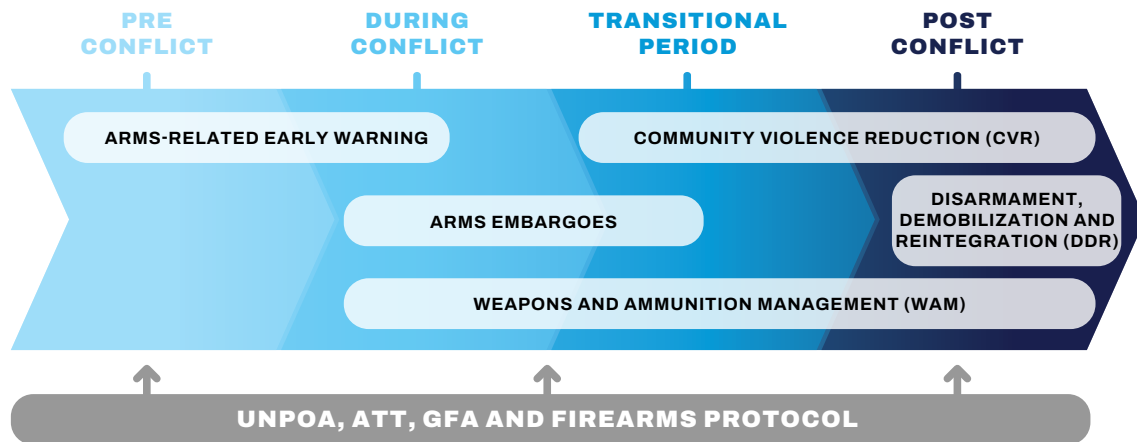 PRE
CONFLICT
DURING
CONFLICT
TRANSITIONAL
PERIOD
POST
CONFLICT
ARMS-RELATED EARLY WARNING
COMMUNITY VIOLENCE REDUCTION (CVR)
ARMS EMBARGOES
DISARMAMENT,
DEMOBILIZATION AND
REINTEGRATION (DDR)
WEAPONS AND AMMUNITION MANAGEMENT (WAM)
UNPOA, ATT, GFA AND FIREARMS PROTOCOL